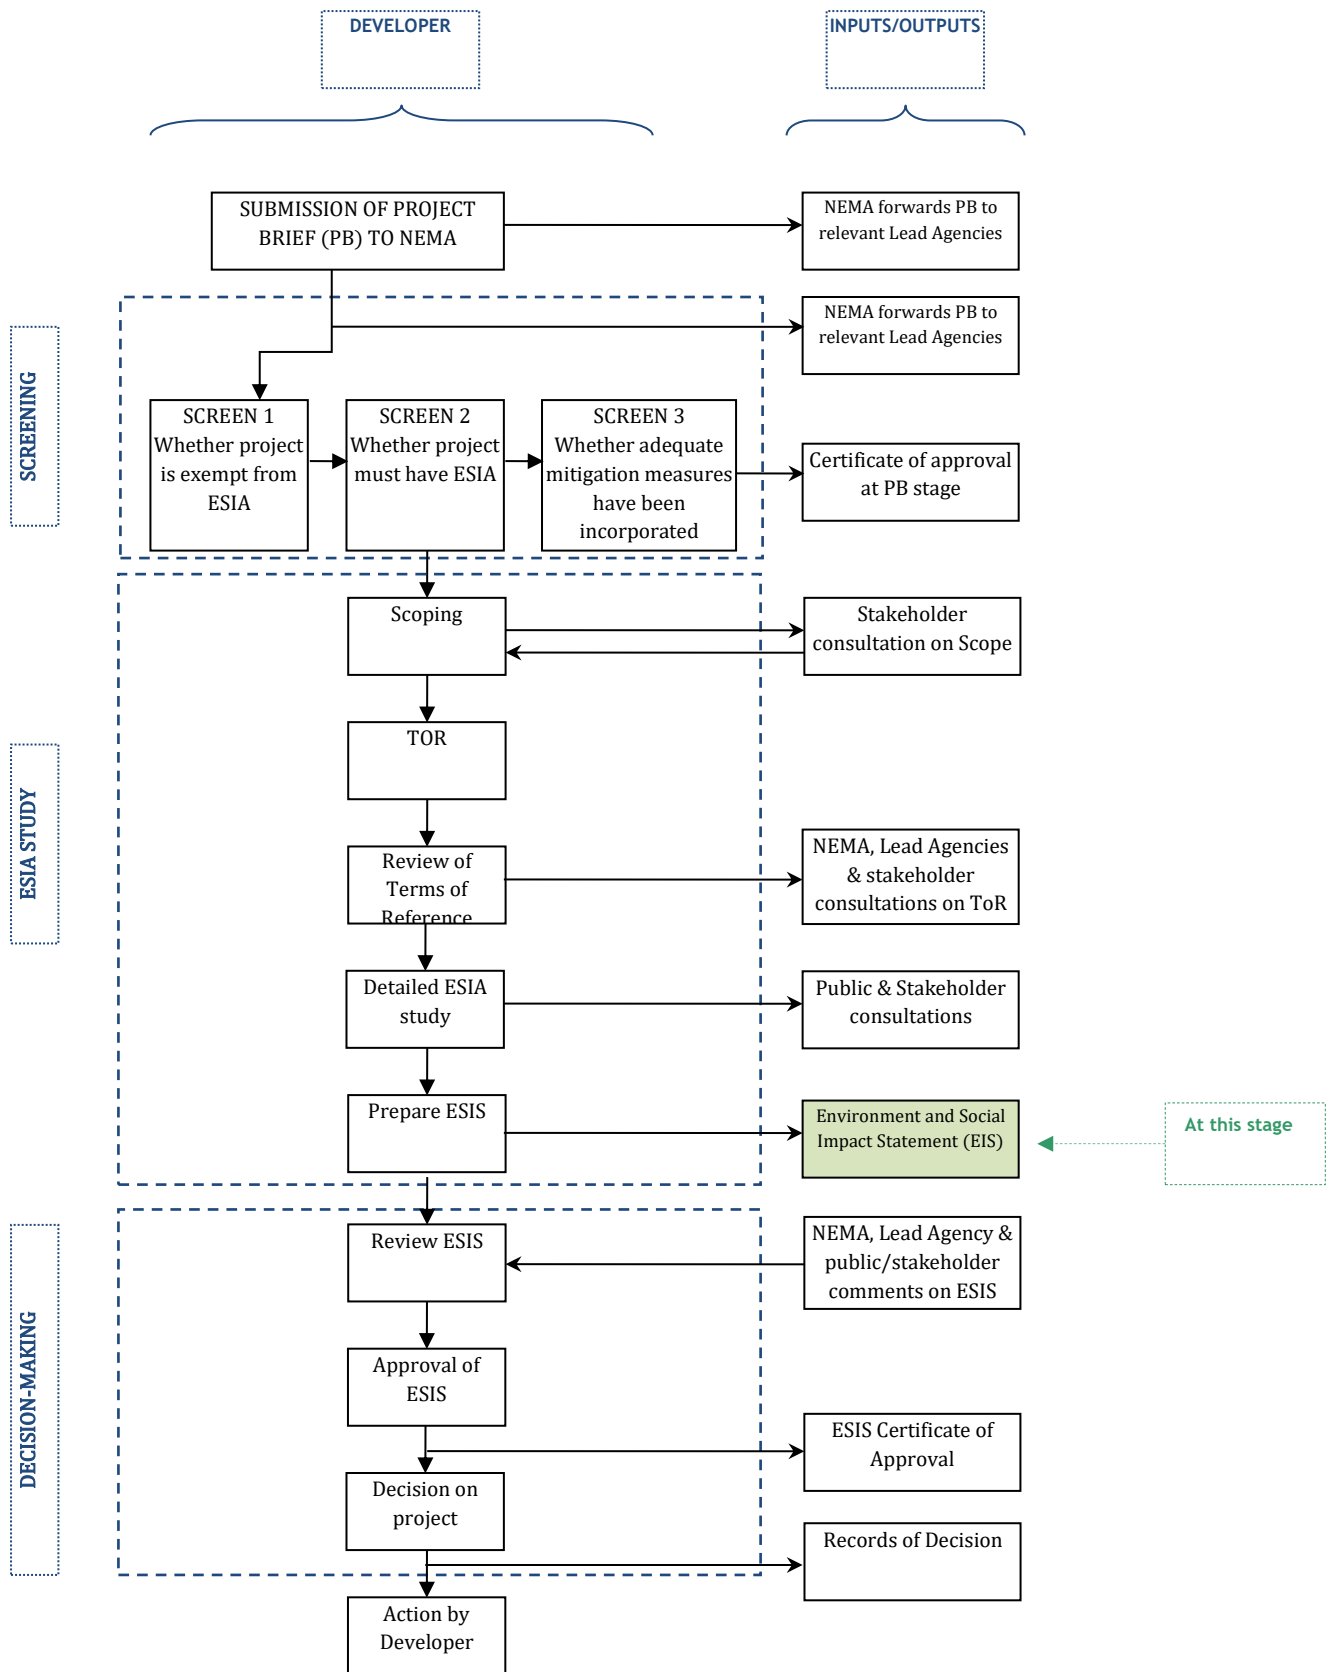 DEVELOPER
INPUTS/OUTPUTS
SUBMISSION OF PROJECT
BRIEF (PB) TO NEMA
NEMA forwards PB to
relevant Lead Agencies
NEMA forwards PB to
relevant Lead Agencies
SCREENING
SCREEN 1
Whether project
is exempt from
ESIA
SCREEN 2
Whether project
must have ESIA
SCREEN 3
Whether adequate
mitigation measures
have been
incorporated
Certificate of approval
at PB stage
Scoping
Stakeholder
consultation on Scope
TOR
ESIA STUDY
Review of
Terms of
Reference
NEMA, Lead Agencies
& stakeholder
consultations on ToR
Detailed ESIA
study
Public & Stakeholder
consultations
Prepare ESIS
Environment and Social
Impact Statement (EIS)
At this stage
Review ESIS
NEMA, Lead Agency &
public/stakeholder
comments on ESIS
DECISION-MAKING
Approval of
ESIS
ESIS Certificate of
Approval
Decision on
project
Records of Decision
Action by
Developer